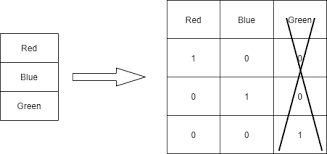 Red
Blue
Green
Red Blue Green
1 0 0
0 1 0
0 0 1